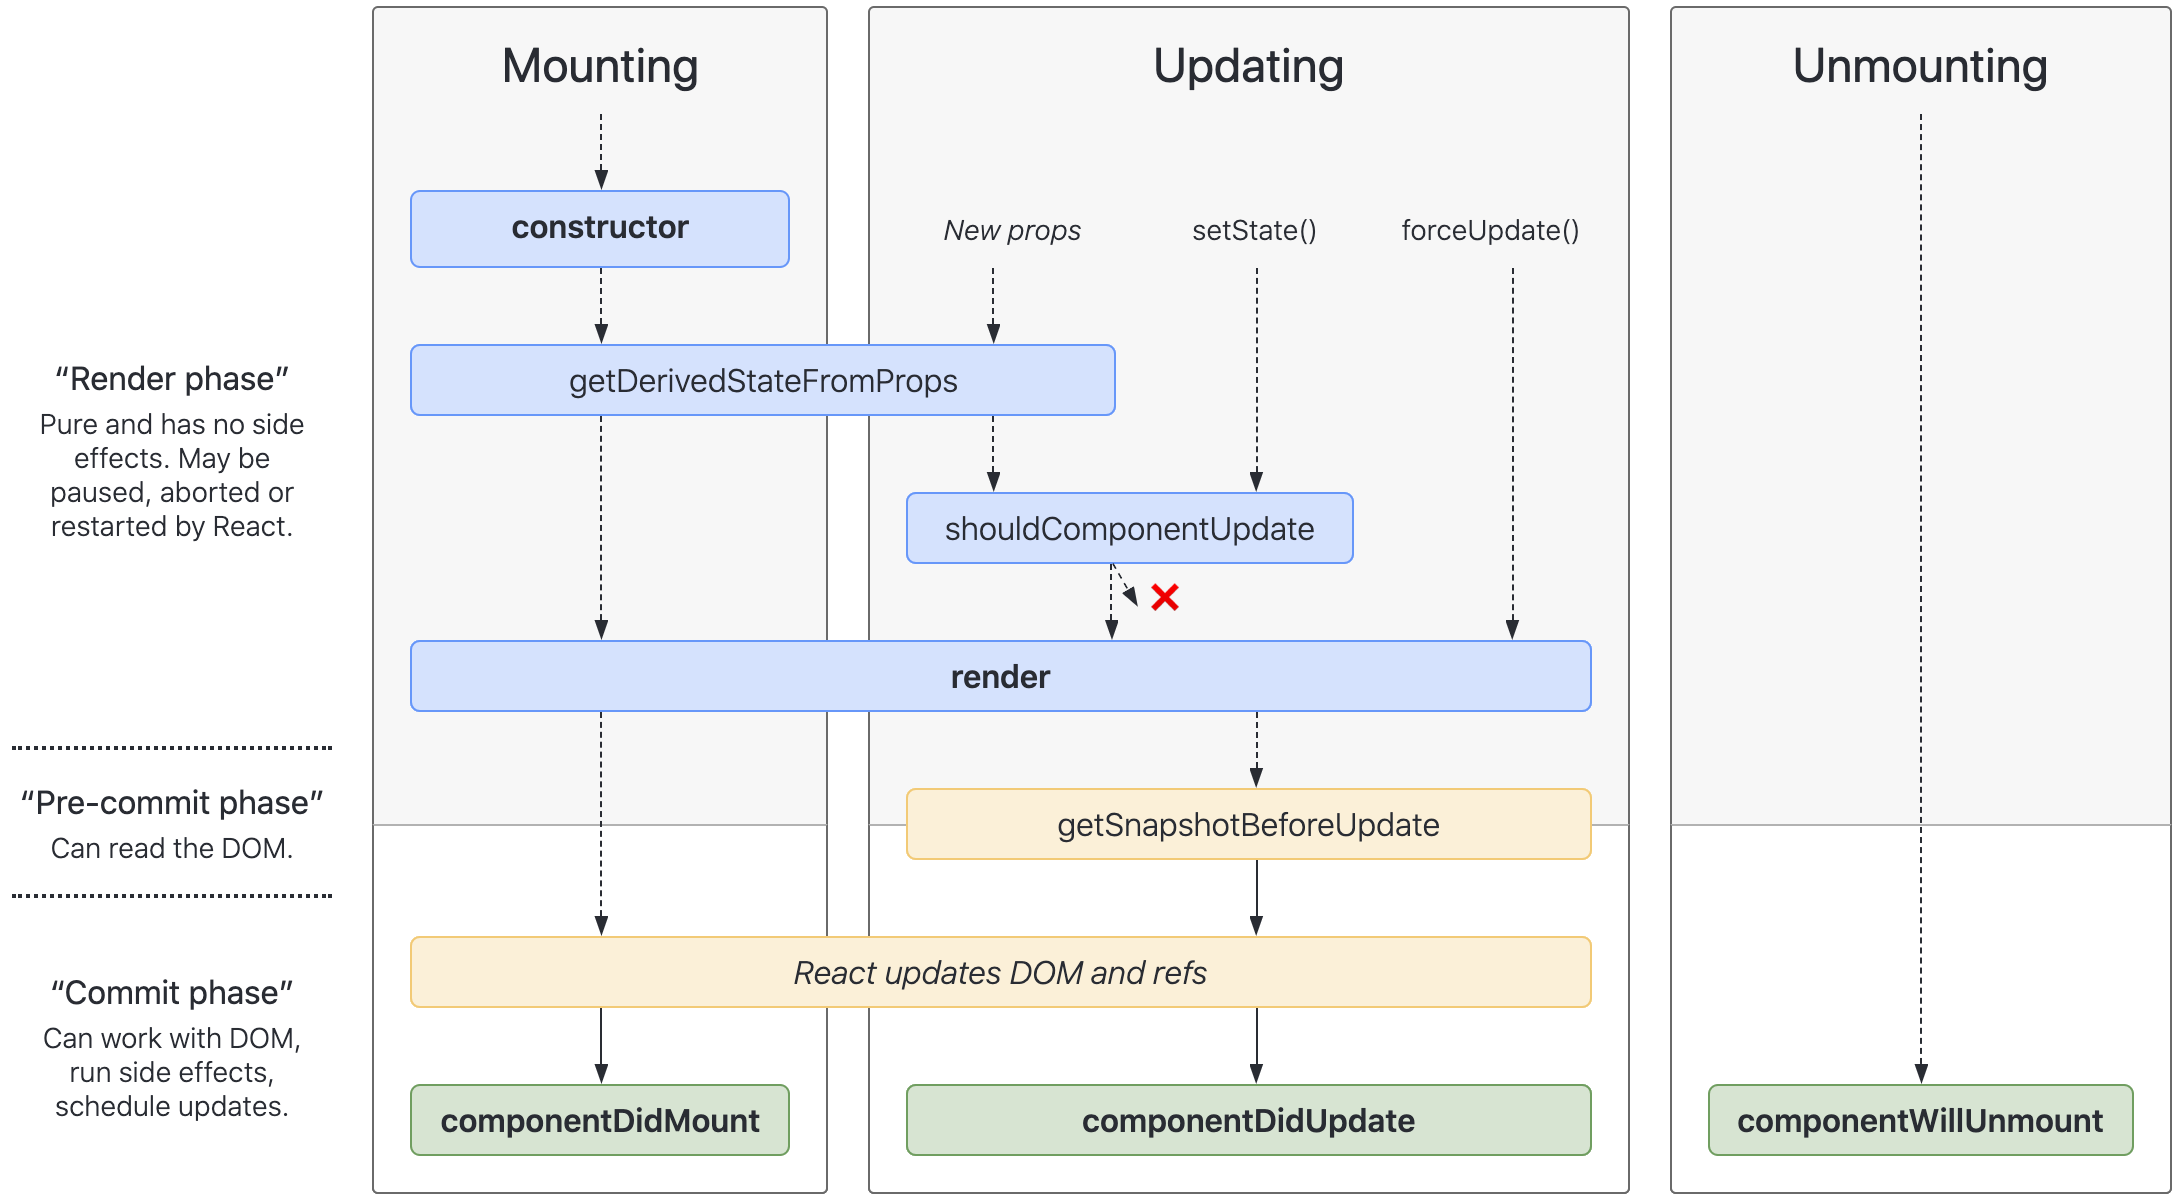 Mounting
Updating
Unmounting
constructor
New props
setState()
forceUpdate()
“Render phase”
Pure and has no side
effects. May be
paused, aborted or
restarted by React.
getDerivedStateFromProps
shouldComponentUpdate
render
“Pre-commit phase”
Can read the DOM.
getSnapshotBeforeUpdate
“Commit phase”
Can work with DOM,
run side effects,
schedule updates.
React updates DOM and refs
componentDidMount
componentDidUpdate
componentWillUnmount